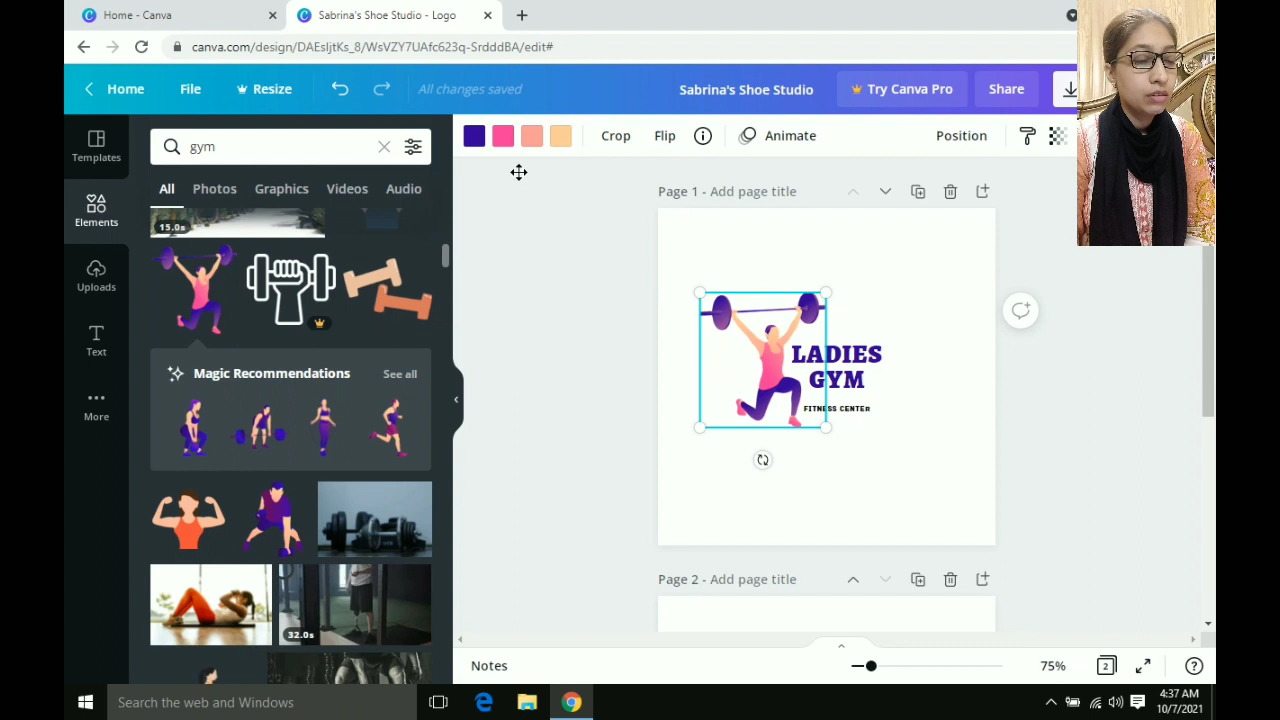 Home - Canva
Sabrina's Shoe Studio - Logo
canva.com/design/DAEsljtKs_8/WsVZY7UAfc623q-SrdddBA/edit#
Home
File
Resize
All changes saved
Sabrina's Shoe Studio
Try Canva Pro
Share
Templates
Elements
Uploads
Text
More
gym
All
Photos
Graphics
Videos
Audio
15.0s
Magic Recommendations
See all
32.0s
Crop
Flip
Animate
Position
Page 1 - Add page title
LADIES
GYM
FITNESS CENTER
Page 2 - Add page title
Notes
75%
2
Search the web and Windows
4:37 AM
10/7/2021